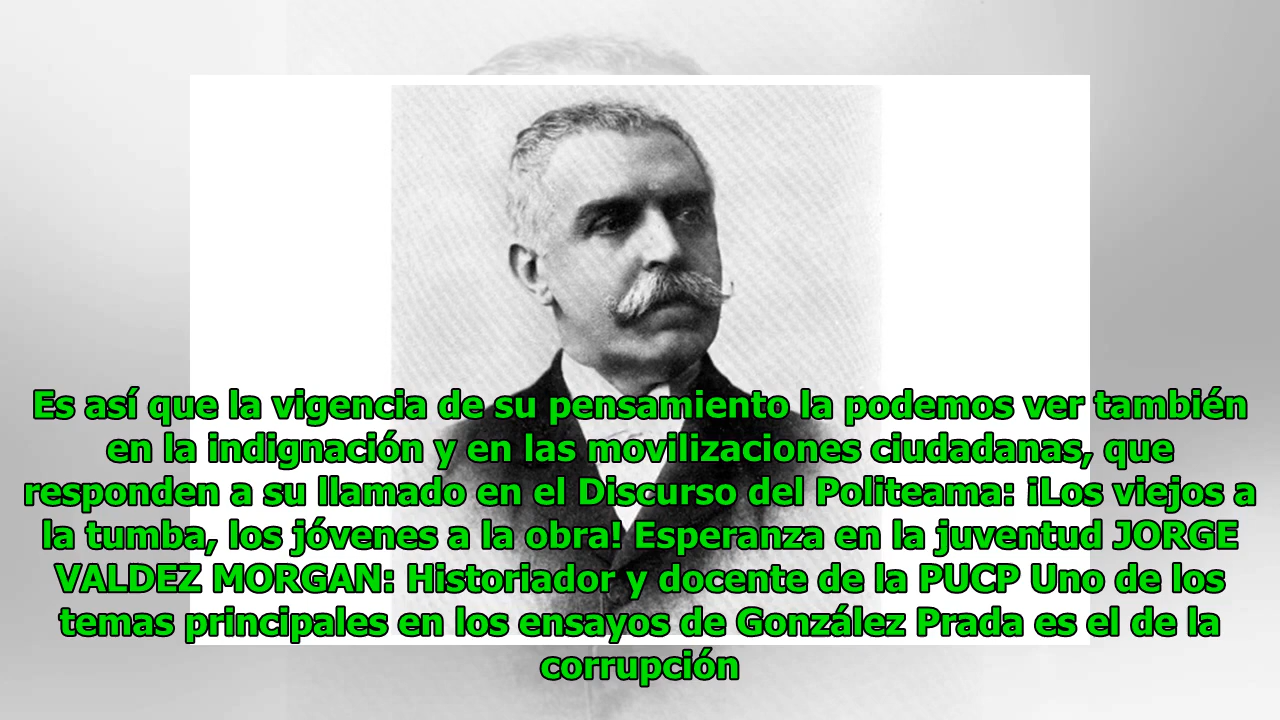 Es así que la vigencia de su pensamiento la podemos ver también
en la indignación y en las movilizaciones ciudadanas, que
responden a su llamado en el Discurso del Politeama: ¡Los viejos a
la tumba, los jóvenes a la obra! Esperanza en la juventud JORGE
VALDEZ MORGAN: Historiador y docente de la PUCP Uno de los
temas principales en los ensayos de González Prada es el de la
corrupción